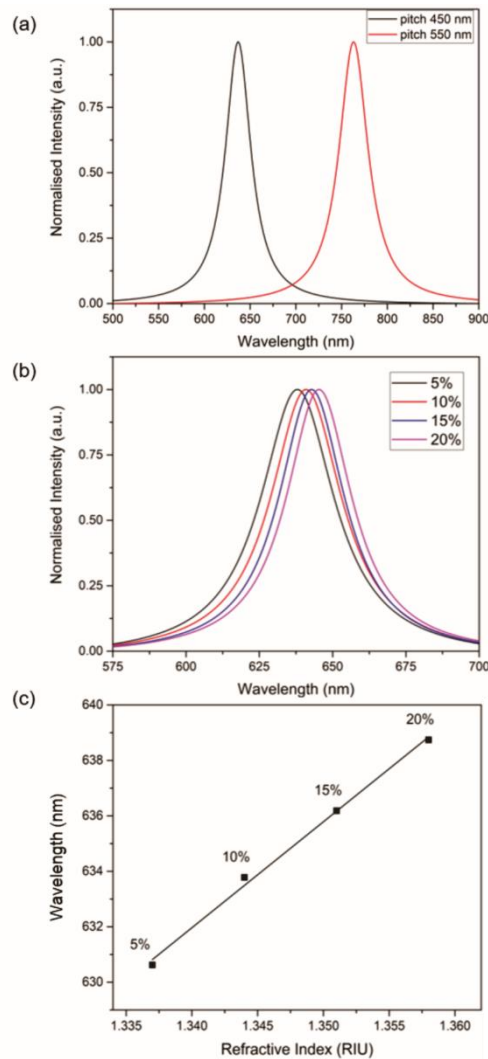 (a)
pitch 450 nm
pitch 550 nm
Normalised Intensity (a.u.)
1.00
0.75
0.50
0.25
0.00
500 550 600 650 700 750 800 850 900
Wavelength (nm)
(b)
5%
10%
15%
20%
Normalised Intensity (a.u.)
1.00
0.75
0.50
0.25
0.00
575 600 625 650 675 700
Wavelength (nm)
(c)
Wavelength (nm)
640
638
636
634
632
630
20%
15%
10%
5%
1.335 1.340 1.345 1.350 1.355 1.360
Refractive Index (RIU)